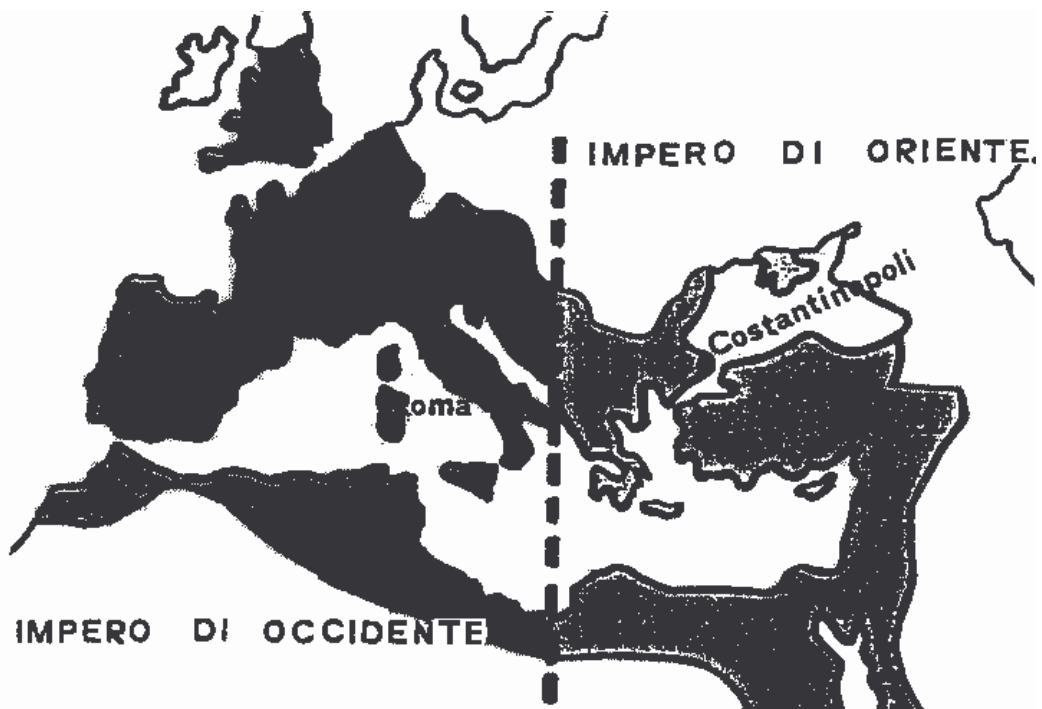 IMPERO DI ORIENTE.
Costantinopoli
Roma
IMPERO DI OCCIDENTE